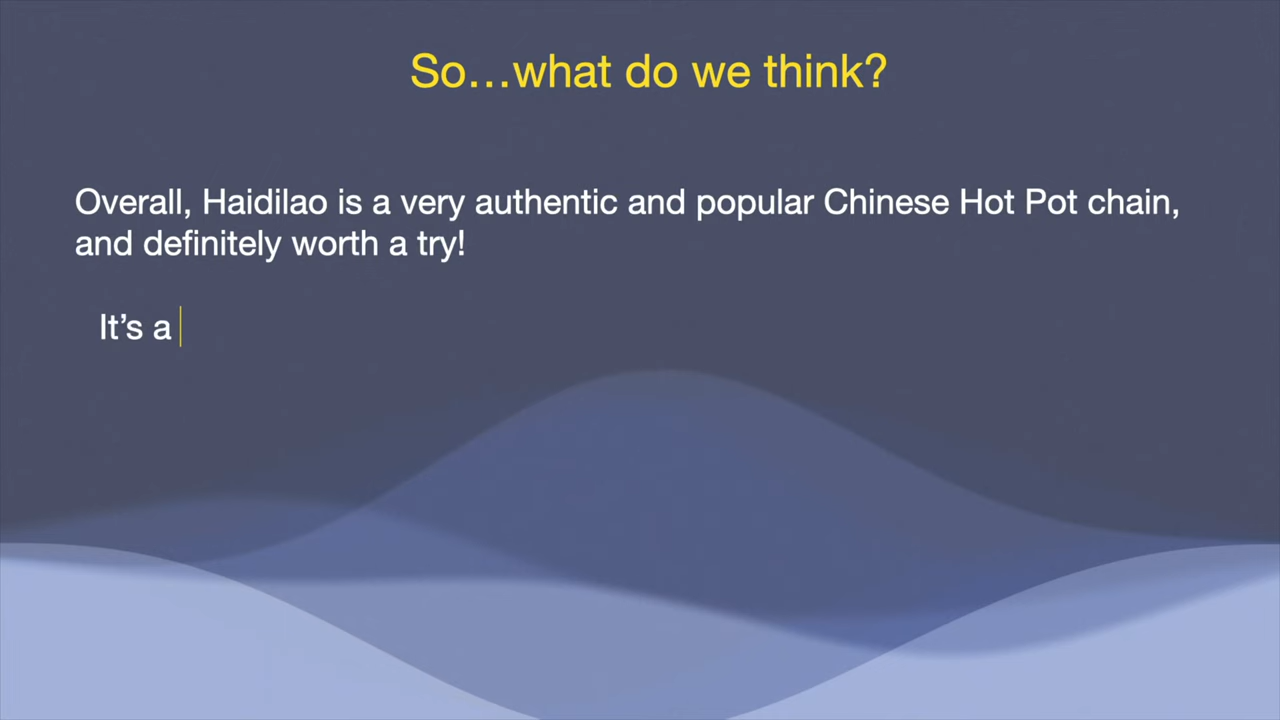 So…what do we think?
Overall, Haidilao is a very authentic and popular Chinese Hot Pot chain,
and definitely worth a try!
It’s a